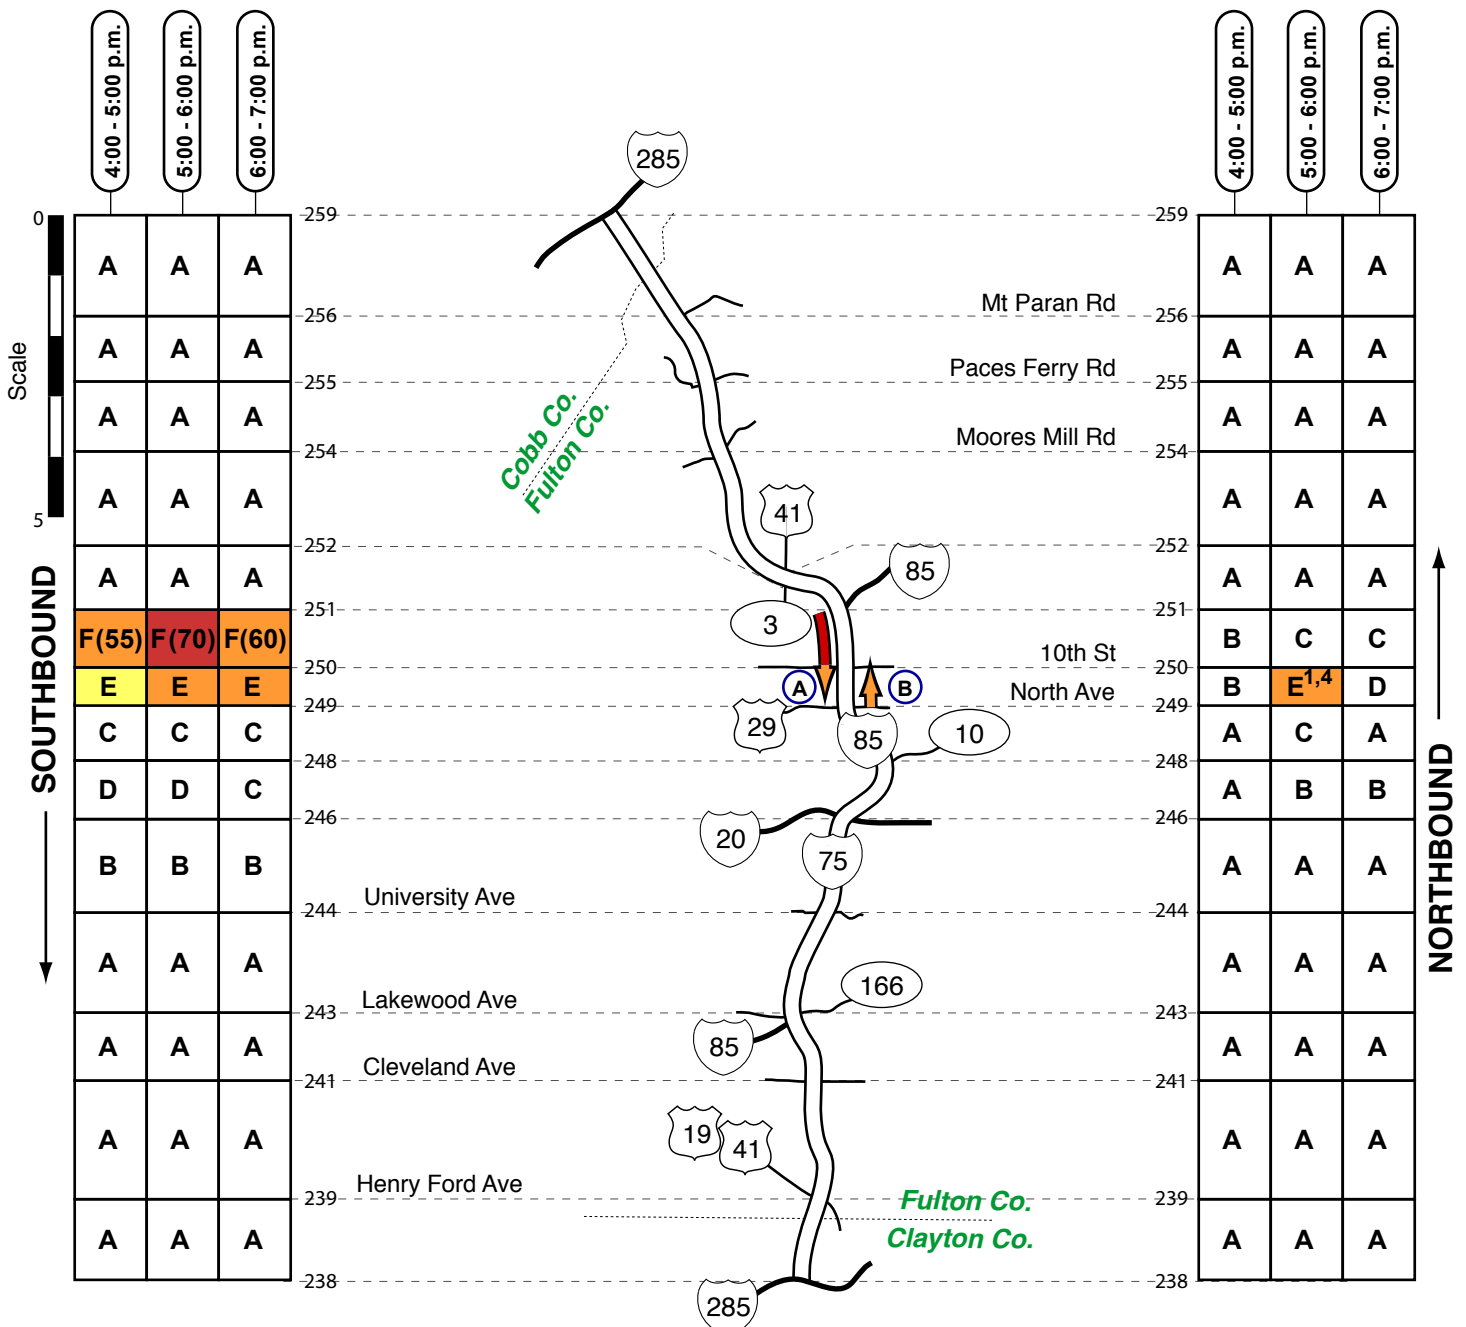 4:00 - 5:00 p.m. 5:00 - 6:00 p.m. 6:00 - 7:00 p.m. 4:00 - 5:00 p.m. 5:00 - 6:00 p.m. 6:00 - 7:00 p.m.
285
0 259 259
A A A A A A
Mt Paran Rd
256 256
A A A A A A
Paces Ferry Rd
255 255
Scale
A A A A A A
Cobb Co.
Fulton Co.
Moores Mill Rd
254 254
A A A A A A
41
5
252 252
85
A A A A A A
251 251
3
F(55) F(70) F(60) B C C
10th St
250 250
E E E A B B E1,4 D
North Ave
249 249
29 85 10
C C C A C A
248 248
SOUTHBOUND
NORTHBOUND
D D C A B B
246 246
20
75
B B B A A A
University Ave
244 244
A A A A A A
166
Lakewood Ave
243 243
85
A A A A A A
Cleveland Ave
241 241
19 41
A A A A A A
Henry Ford Ave
239 239
Fulton Co.
Clayton Co.
A A A A A A
238 238
285